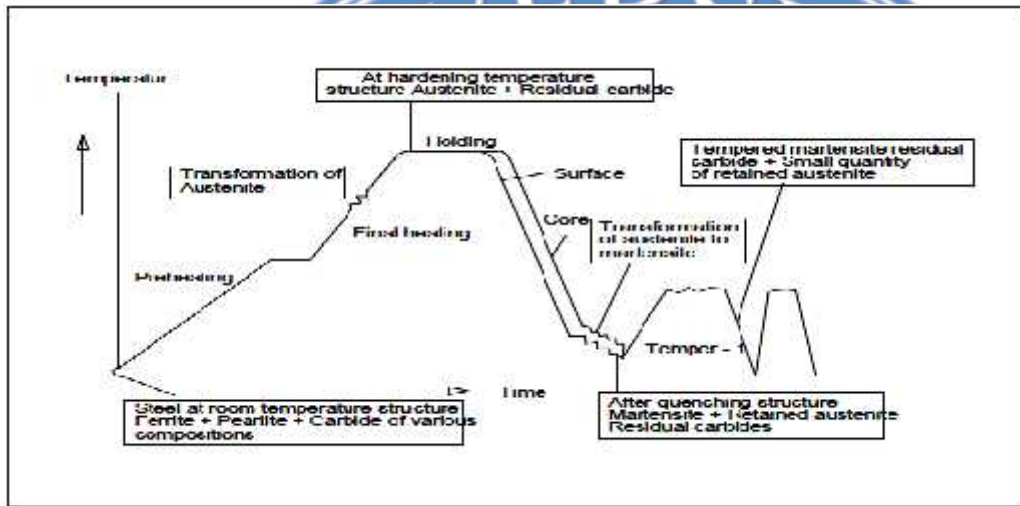 Temperatur
At hardening temperature
structure Austenite + Residual carbide
Holding
Tempered martensite residual
carbide + Small quantity
of retained austenite
Transformation of
Austenite
Surface
Core
Transformation
of austenite to
martensite
Final heating
Preheating
Temper - 1
Time
Steel at room temperature structure
Ferrite + Pearlite + Carbide of various
compositions
After quenching structure
Martensite + Retained austenite
Residual carbides